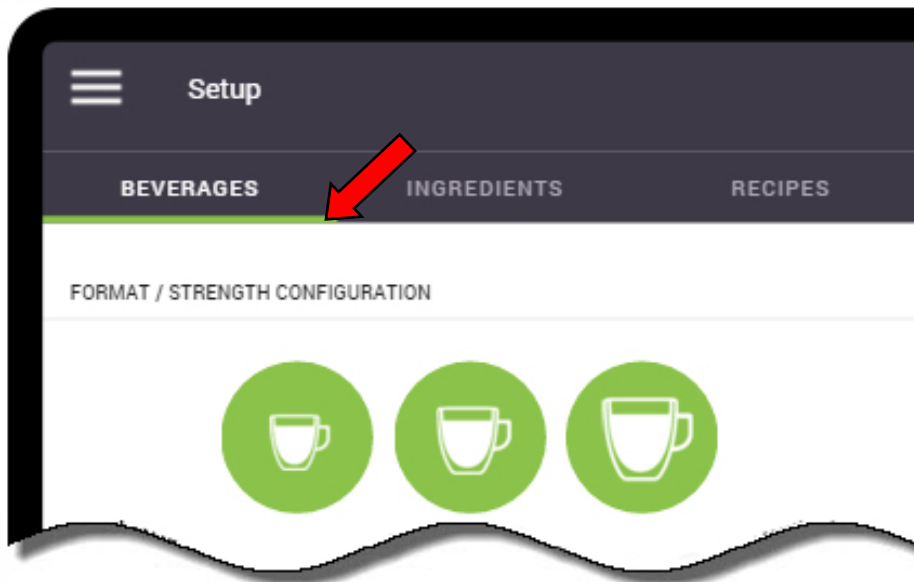 Setup
BEVERAGES INGREDIENTS RECIPES
FORMAT / STRENGTH CONFIGURATION